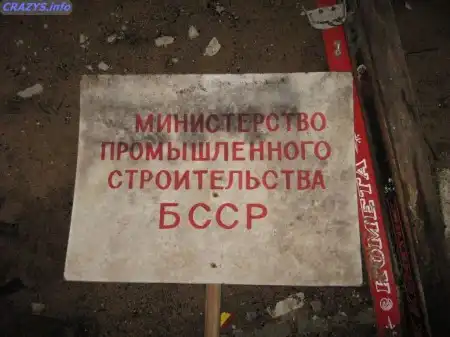 CRAZYS.info
МИНИСТЕРСТВО
ПРОМЫШЛЕННОГО
СТРОИТЕЛЬСТВА
БССР
КОМЕТА